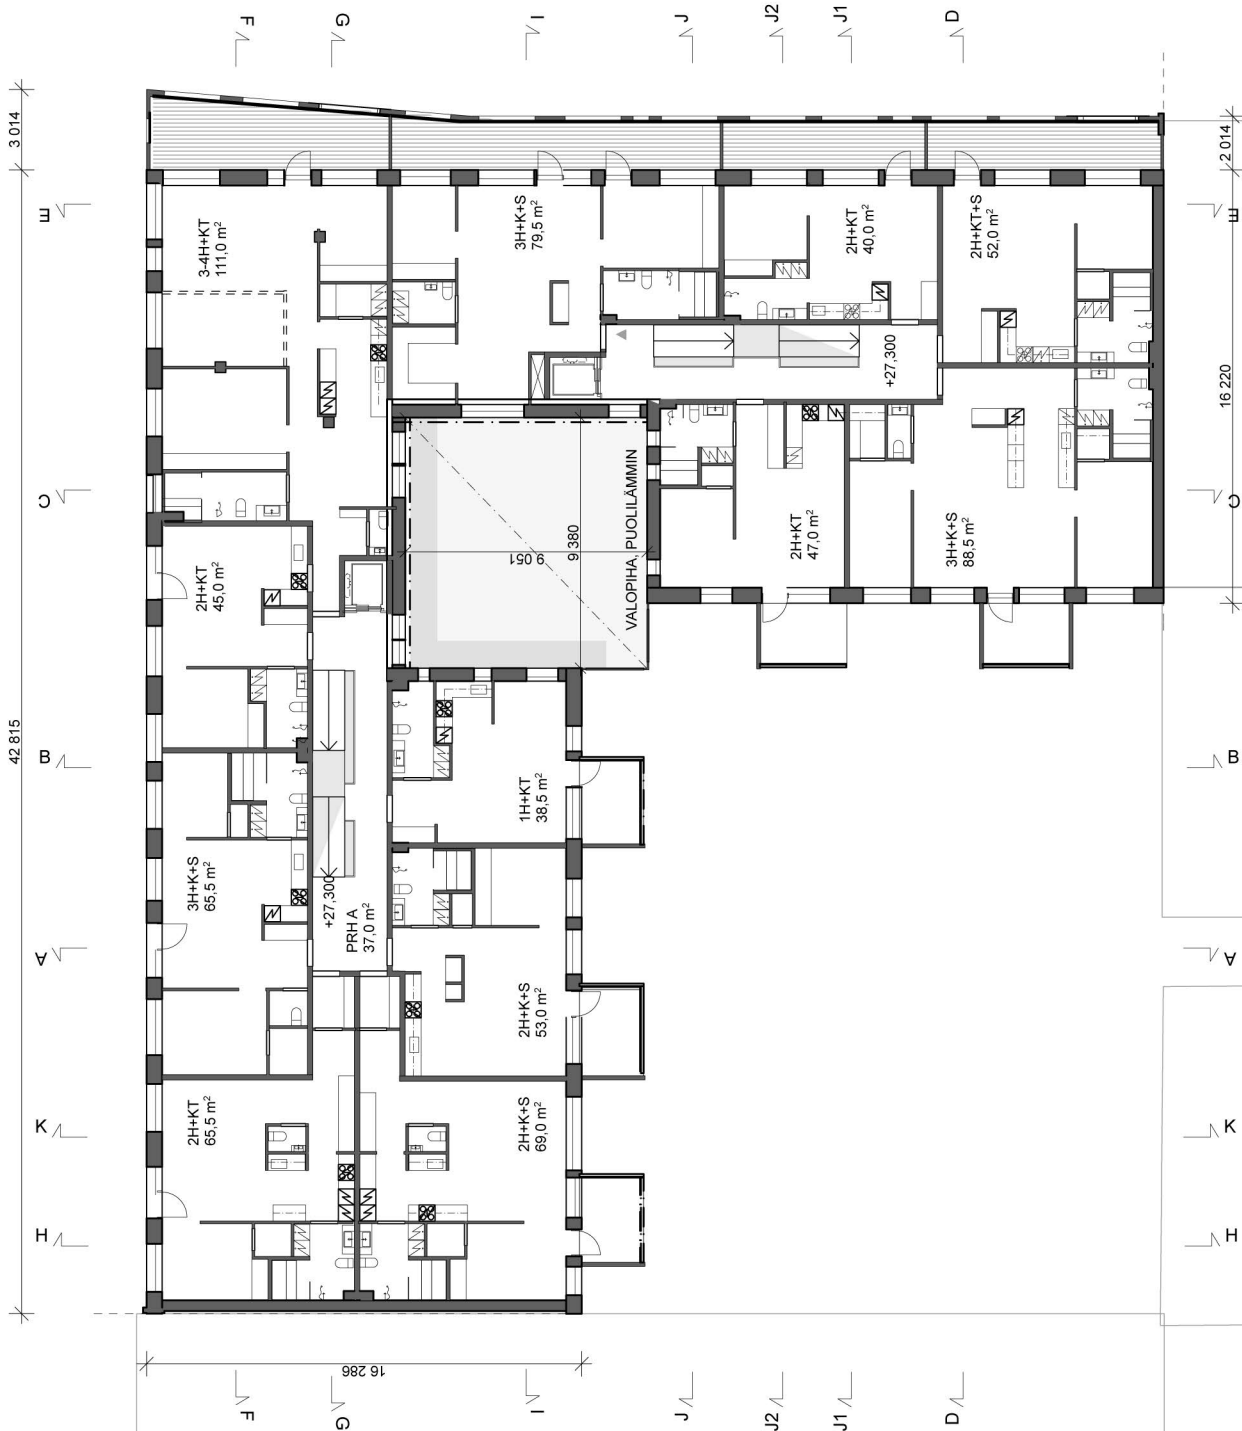 F
G
I
J
J2
J1
D
3 014
2 014
E
E
3-4H+KT
111,0 m²
3H+K+S
79,5 m²
2H+KT
40,0 m²
2H+KT+S
52,0 m²
+27,300
16 220
C
C
2H+KT
45,0 m²
9 051
9 380
VALOPIHA, PUOLILÄMMIN
2H+KT
47,0 m²
3H+K+S
88,5 m²
42 815
B
B
1H+KT
38,5 m²
3H+K+S
65,5 m²
+27,300
PRH A
37,0 m²
A
A
2H+K+S
53,0 m²
K
K
2H+KT
65,5 m²
2H+K+S
69,0 m²
H
H
16 286
F
G
I
J
J2
J1
D